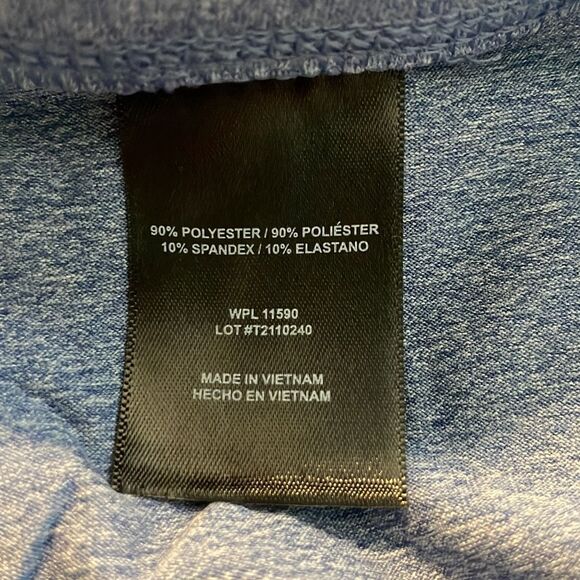 90% POLYESTER / 90% POLIÉSTER
10% SPANDEX / 10% ELASTANO
WPL 11590
LOT #T2110240
MADE IN VIETNAM
HECHO EN VIETNAM